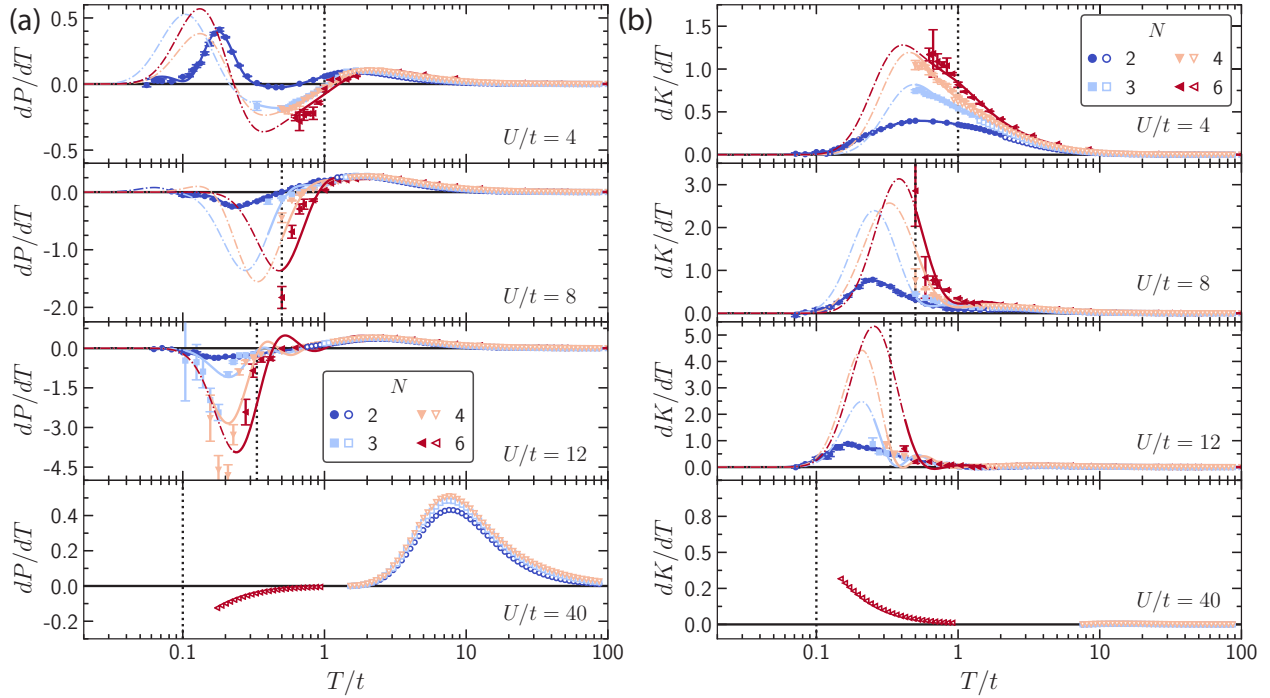 (a)
0.5
0.0
-0.5
dP/dT
U/t = 4
0.0
-1.0
-2.0
dP/dT
U/t = 8
0.0
-1.5
-3.0
-4.5
dP/dT
N
2 4
3 6
U/t = 12
0.4
0.2
0.0
-0.2
dP/dT
U/t = 40
0.1 1 10 100
T/t
(b)
1.5
1.0
0.5
0.0
dK/dT
N
2 4
3 6
U/t = 4
3.0
2.0
1.0
0.0
dK/dT
U/t = 8
5.0
4.0
3.0
2.0
1.0
0.0
dK/dT
U/t = 12
0.8
0.5
0.2
0.0
dK/dT
U/t = 40
0.1 1 10 100
T/t